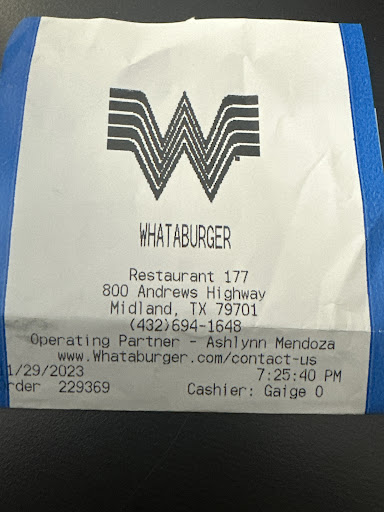 WHATABURGER
Restaurant 177
800 Andrews Highway
Midland, TX 79701
(432)694-1648
Operating Partner - Ashlynn Mendoza
www.Whataburger.com/contact-us
1/29/2023 7:25:40 PM
rder 229369 Cashier: Gaige O